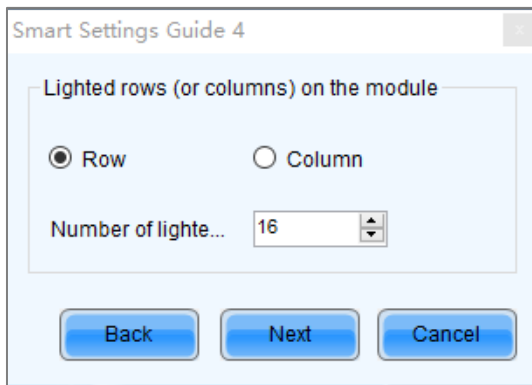 Smart Settings Guide 4
Lighted rows (or columns) on the module
Row Column
Number of lighte... 16
Back Next Cancel